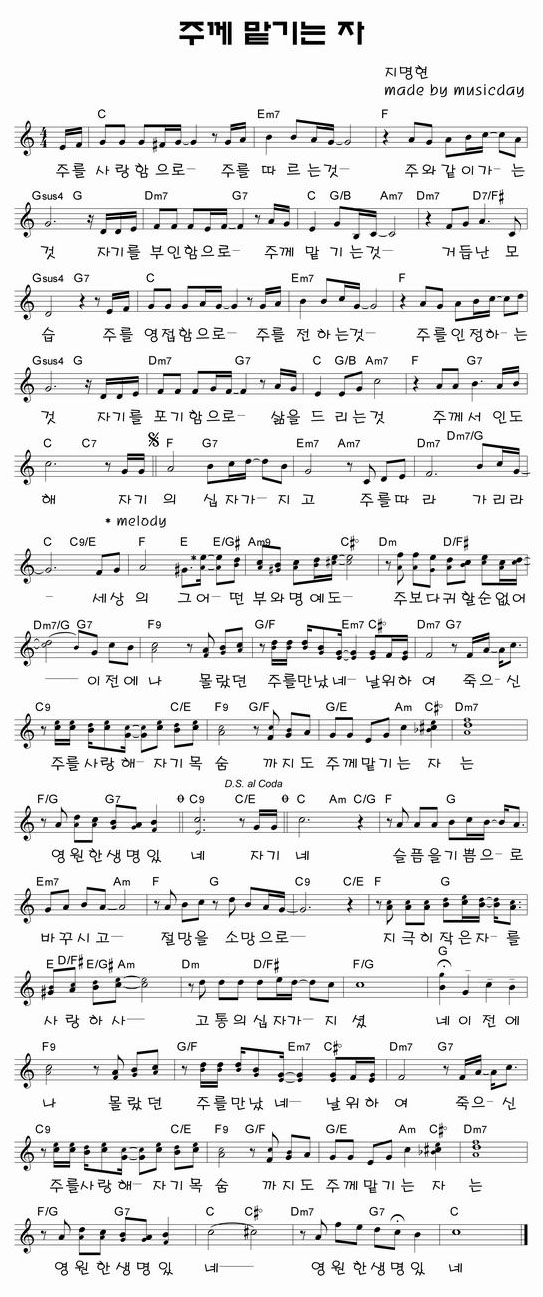 주께 맡기는 자
지명현
made by musicday
C Em7 F
주를 사랑함 으로— 주를 따 르 는것— 주와 같이가— 는
Gsus4 G Dm7 G7 C G/B Am7 Dm7 D7/F#
것 자기를 부인함으로— 주께 맡 기 는것— 거듭난 모
Gsus4 G7 C Em7 F
습 주를 영접함으로— 주를 전 하는것— 주를인정하— 는
Gsus4 G Dm7 G7 C G/B Am7 F G7
것 자기를 포기함으로— 삶을 드 리는것 주께서 인도
C C7 F G7 Em7 Am7 Dm7 Dm7/G
해 자기 의 십자가— 지 고 주를따 라 가리라
* melody
C C9/E F E E/G# Am9 C#° Dm D/F#
— 세상 의 그어— 떤 부와명 예도— 주보다귀할순없어
Dm7/G G7 F9 G/F Em7 C#° Dm7 G7
— 이전에 나 몰랐던 주를만났네— 날위하 여 죽으— 신
C9 C/E F9 G/F G/E Am C#° Dm7
주를사랑 해— 자기목 숨 까지도 주께맡기 는 자 는
D.S. al Coda
F/G G7 C9 C/E C Am C/G F G
영원한생명있 네 자기 네 슬픔을기쁨으— 로
Em7 Am F G C9 C/E F G
바꾸시고— 절망을 소망으로— 지극히작은자— 를
E D/F# E/G# Am Dm D/F# F/G G
사 랑 하 사— 고통의십자가— 지 셨 네이전에
F9 G/F Em7 C#° Dm7 G7
나 몰랐던 주를만났 네— 날위하 여 죽으— 신
C9 C/E F9 G/F G/E Am C#° Dm7
주를사랑 해— 자기목 숨 까지도 주께맡기 는 자 는
F/G G7 C C#° Dm7 G7 C
영원한생명있 네— 영원한생명있 네